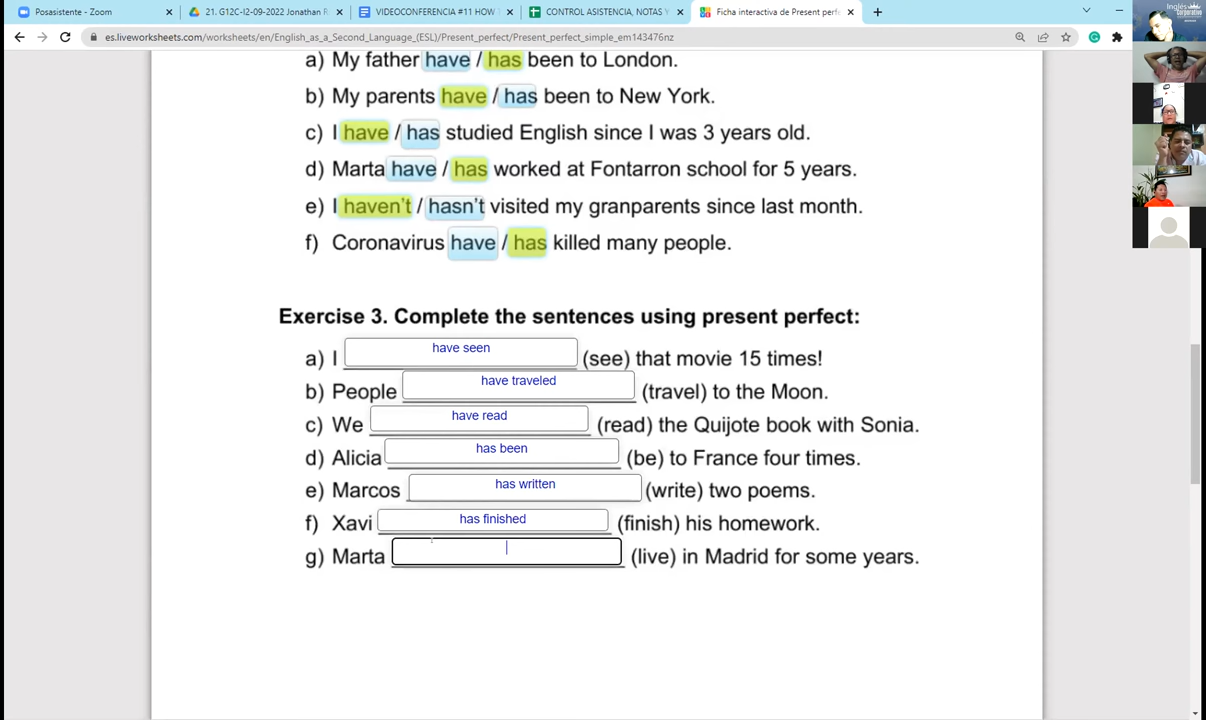 Posasistente - Zoom
21. G12C-I2-09-2022 Jonathan R
VIDEOCONFERENCIA #11 HOW
CONTROL ASISTENCIA, NOTAS Y
Ficha interactiva de Present perfe
es.liveworksheets.com/worksheets/en/English_as_a_Second_Language_(ESL)/Present_perfect/Present_perfect_simple_em143476nz
Inglés
Corporativo
a) My father have / has been to London.
b) My parents have / has been to New York.
c) I have / has studied English since I was 3 years old.
d) Marta have / has worked at Fontarron school for 5 years.
e) I haven't / hasn't visited my granparents since last month.
f) Coronavirus have / has killed many people.
Exercise 3. Complete the sentences using present perfect:
a) I have seen (see) that movie 15 times!
b) People have traveled (travel) to the Moon.
c) We have read (read) the Quijote book with Sonia.
d) Alicia has been (be) to France four times.
e) Marcos has written (write) two poems.
f) Xavi has finished (finish) his homework.
g) Marta (live) in Madrid for some years.